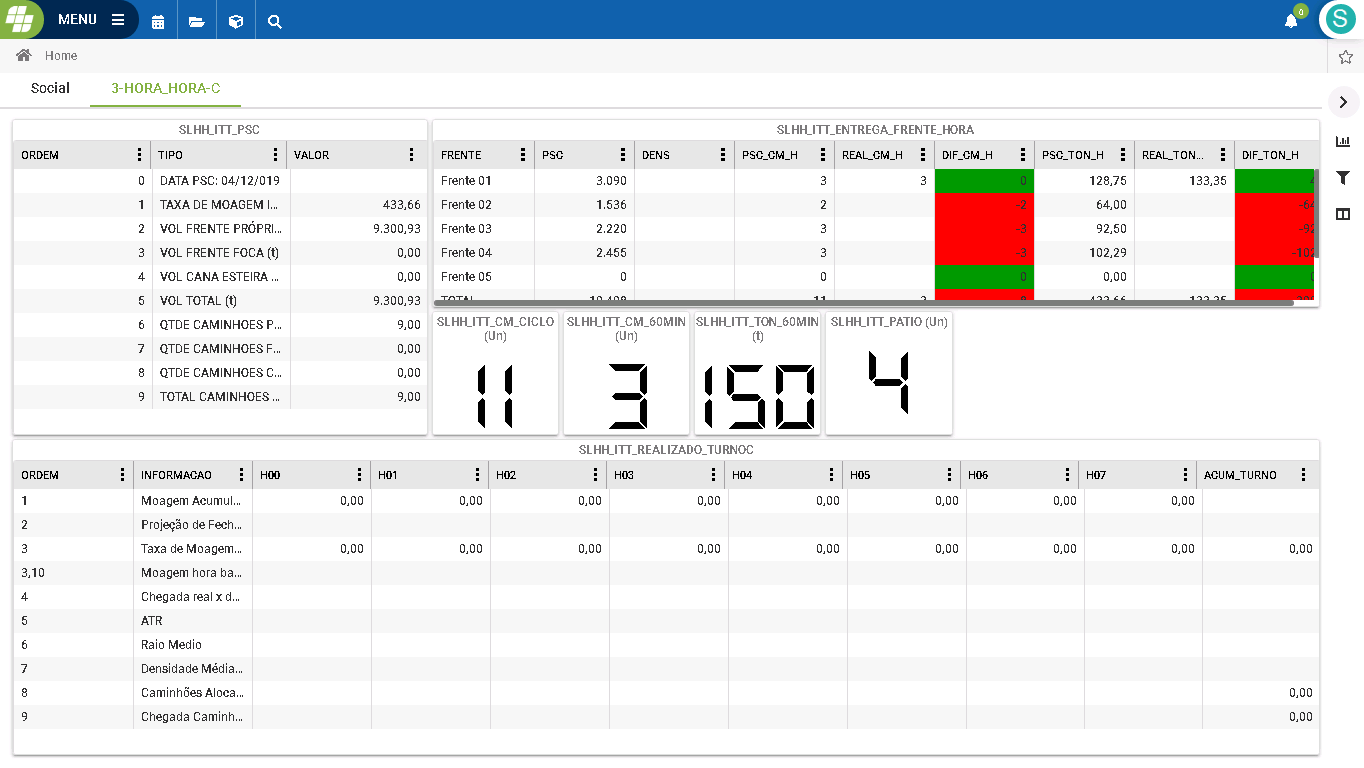 MENU
0
S
Home
Social 3-HORA_HORA-C
SLHH_ITT_PSC
ORDEM TIPO VALOR
0 DATA PSC: 04/12/019
1 TAXA DE MOAGEM I... 433,66
2 VOL FRENTE PRÓPRI... 9.300,93
3 VOL FRENTE FOCA (t) 0,00
4 VOL CANA ESTEIRA ... 0,00
5 VOL TOTAL (t) 9.300,93
6 QTDE CAMINHOES P... 9,00
7 QTDE CAMINHOES F... 0,00
8 QTDE CAMINHOES C... 0,00
9 TOTAL CAMINHOES ... 9,00
SLHH_ITT_ENTREGA_FRENTE_HORA
FRENTE PSC DENS PSC_CM_H REAL_CM_H DIF_CM_H PSC_TON_H REAL_TON... DIF_TON_H
Frente 01 3.090 3 3 0 128,75 133,35
Frente 02 1.536 2 -2 64,00 -64
Frente 03 2.220 3 -3 92,50 -92
Frente 04 2.455 3 -3 102,29 -102
Frente 05 0 0 0 0,00
TOTAL 11 3 433,66 133,35
SLHH_ITT_CM_CICLO
(Un)
11
SLHH_ITT_CM_60MIN
(Un)
3
SLHH_ITT_TON_60MIN
(t)
150
SLHH_ITT_PATIO (Un)
4
SLHH_ITT_REALIZADO_TURNOC
ORDEM INFORMACAO H00 H01 H02 H03 H04 H05 H06 H07 ACUM_TURNO
1 Moagem Acumul... 0,00 0,00 0,00 0,00 0,00 0,00 0,00 0,00
2 Projeção de Fech...
3 Taxa de Moagem... 0,00 0,00 0,00 0,00 0,00 0,00 0,00 0,00 0,00
3,10 Moagem hora ba...
4 Chegada real x d...
5 ATR
6 Raio Medio
7 Densidade Média...
8 Caminhões Aloca... 0,00
9 Chegada Caminh... 0,00